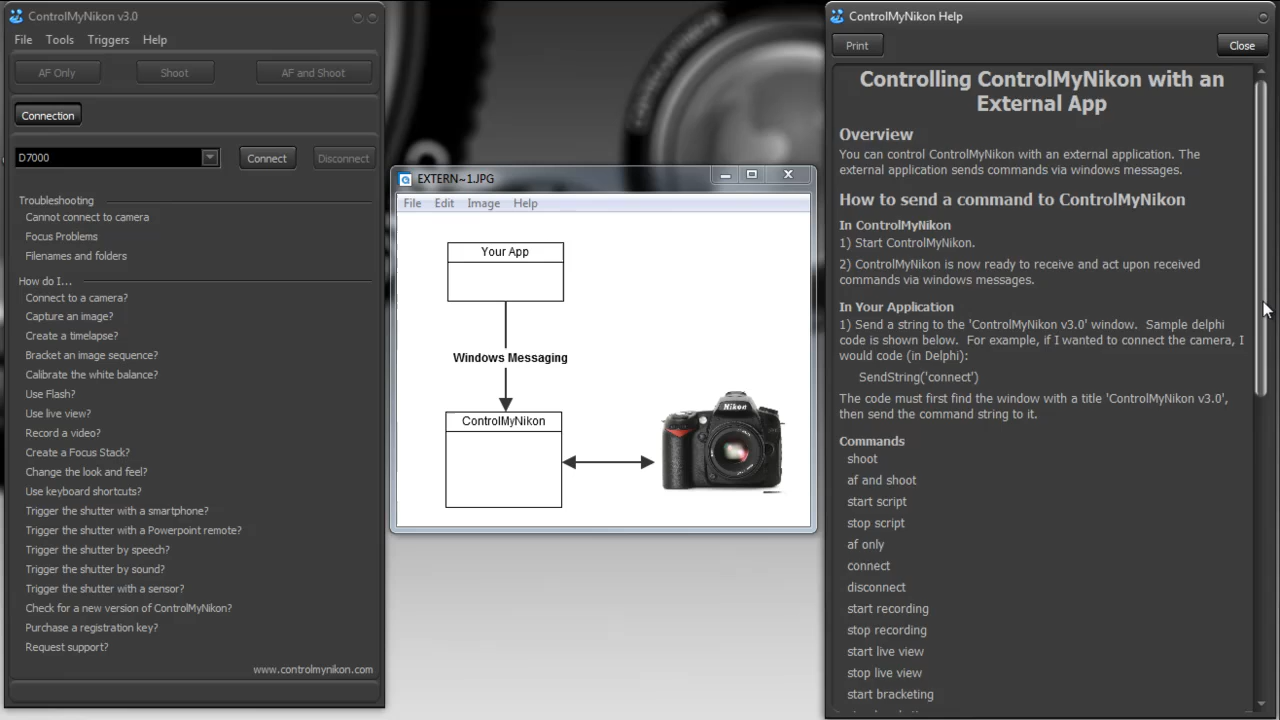 ControlMyNikon v3.0
File Tools Triggers Help
AF Only Shoot AF and Shoot
Connection
D7000 Connect Disconnect
Troubleshooting
Cannot connect to camera
Focus Problems
Filenames and folders
How do I...
Connect to a camera?
Capture an image?
Create a timelapse?
Bracket an image sequence?
Calibrate the white balance?
Use Flash?
Use live view?
Record a video?
Create a Focus Stack?
Change the look and feel?
Use keyboard shortcuts?
Trigger the shutter with a smartphone?
Trigger the shutter with a Powerpoint remote?
Trigger the shutter by speech?
Trigger the shutter by sound?
Trigger the shutter with a sensor?
Check for a new version of ControlMyNikon?
Purchase a registration key?
Request support?
www.controlmynikon.com
EXTERN~1.JPG
File Edit Image Help
Your App
Windows Messaging
ControlMyNikon
Nikon
ControlMyNikon Help
Print Close
Controlling ControlMyNikon with an
External App
Overview
You can control ControlMyNikon with an external application. The
external application sends commands via windows messages.
How to send a command to ControlMyNikon
In ControlMyNikon
1) Start ControlMyNikon.
2) ControlMyNikon is now ready to receive and act upon received
commands via windows messages.
In Your Application
1) Send a string to the 'ControlMyNikon v3.0' window. Sample delphi
code is shown below. For example, if I wanted to connect the camera, I
would code (in Delphi):
SendString('connect')
The code must first find the window with a title 'ControlMyNikon v3.0',
then send the command string to it.
Commands
shoot
af and shoot
start script
stop script
af only
connect
disconnect
start recording
stop recording
start live view
stop live view
start bracketing